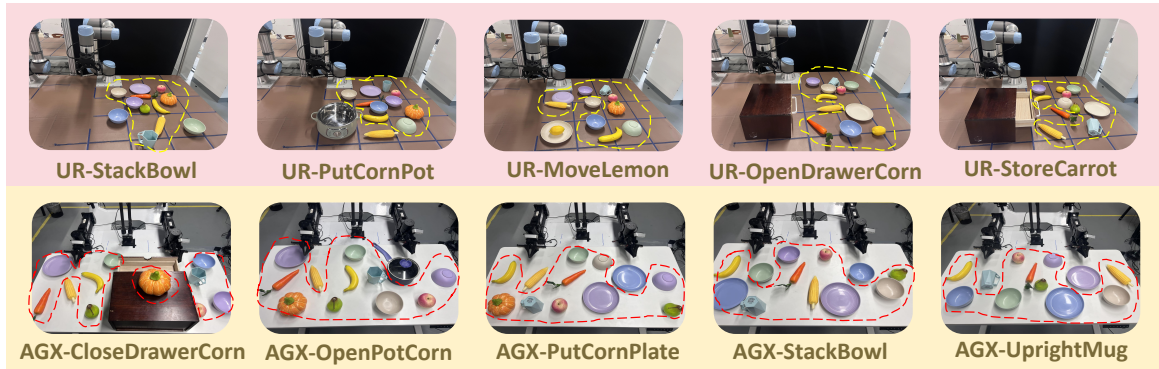 UR-StackBowl
UR-PutCornPot
UR-MoveLemon
UR-OpenDrawerCorn
UR-StoreCarrot
AGX-CloseDrawerCorn
AGX-OpenPotCorn
AGX-PutCornPlate
AGX-StackBowl
AGX-UprightMug